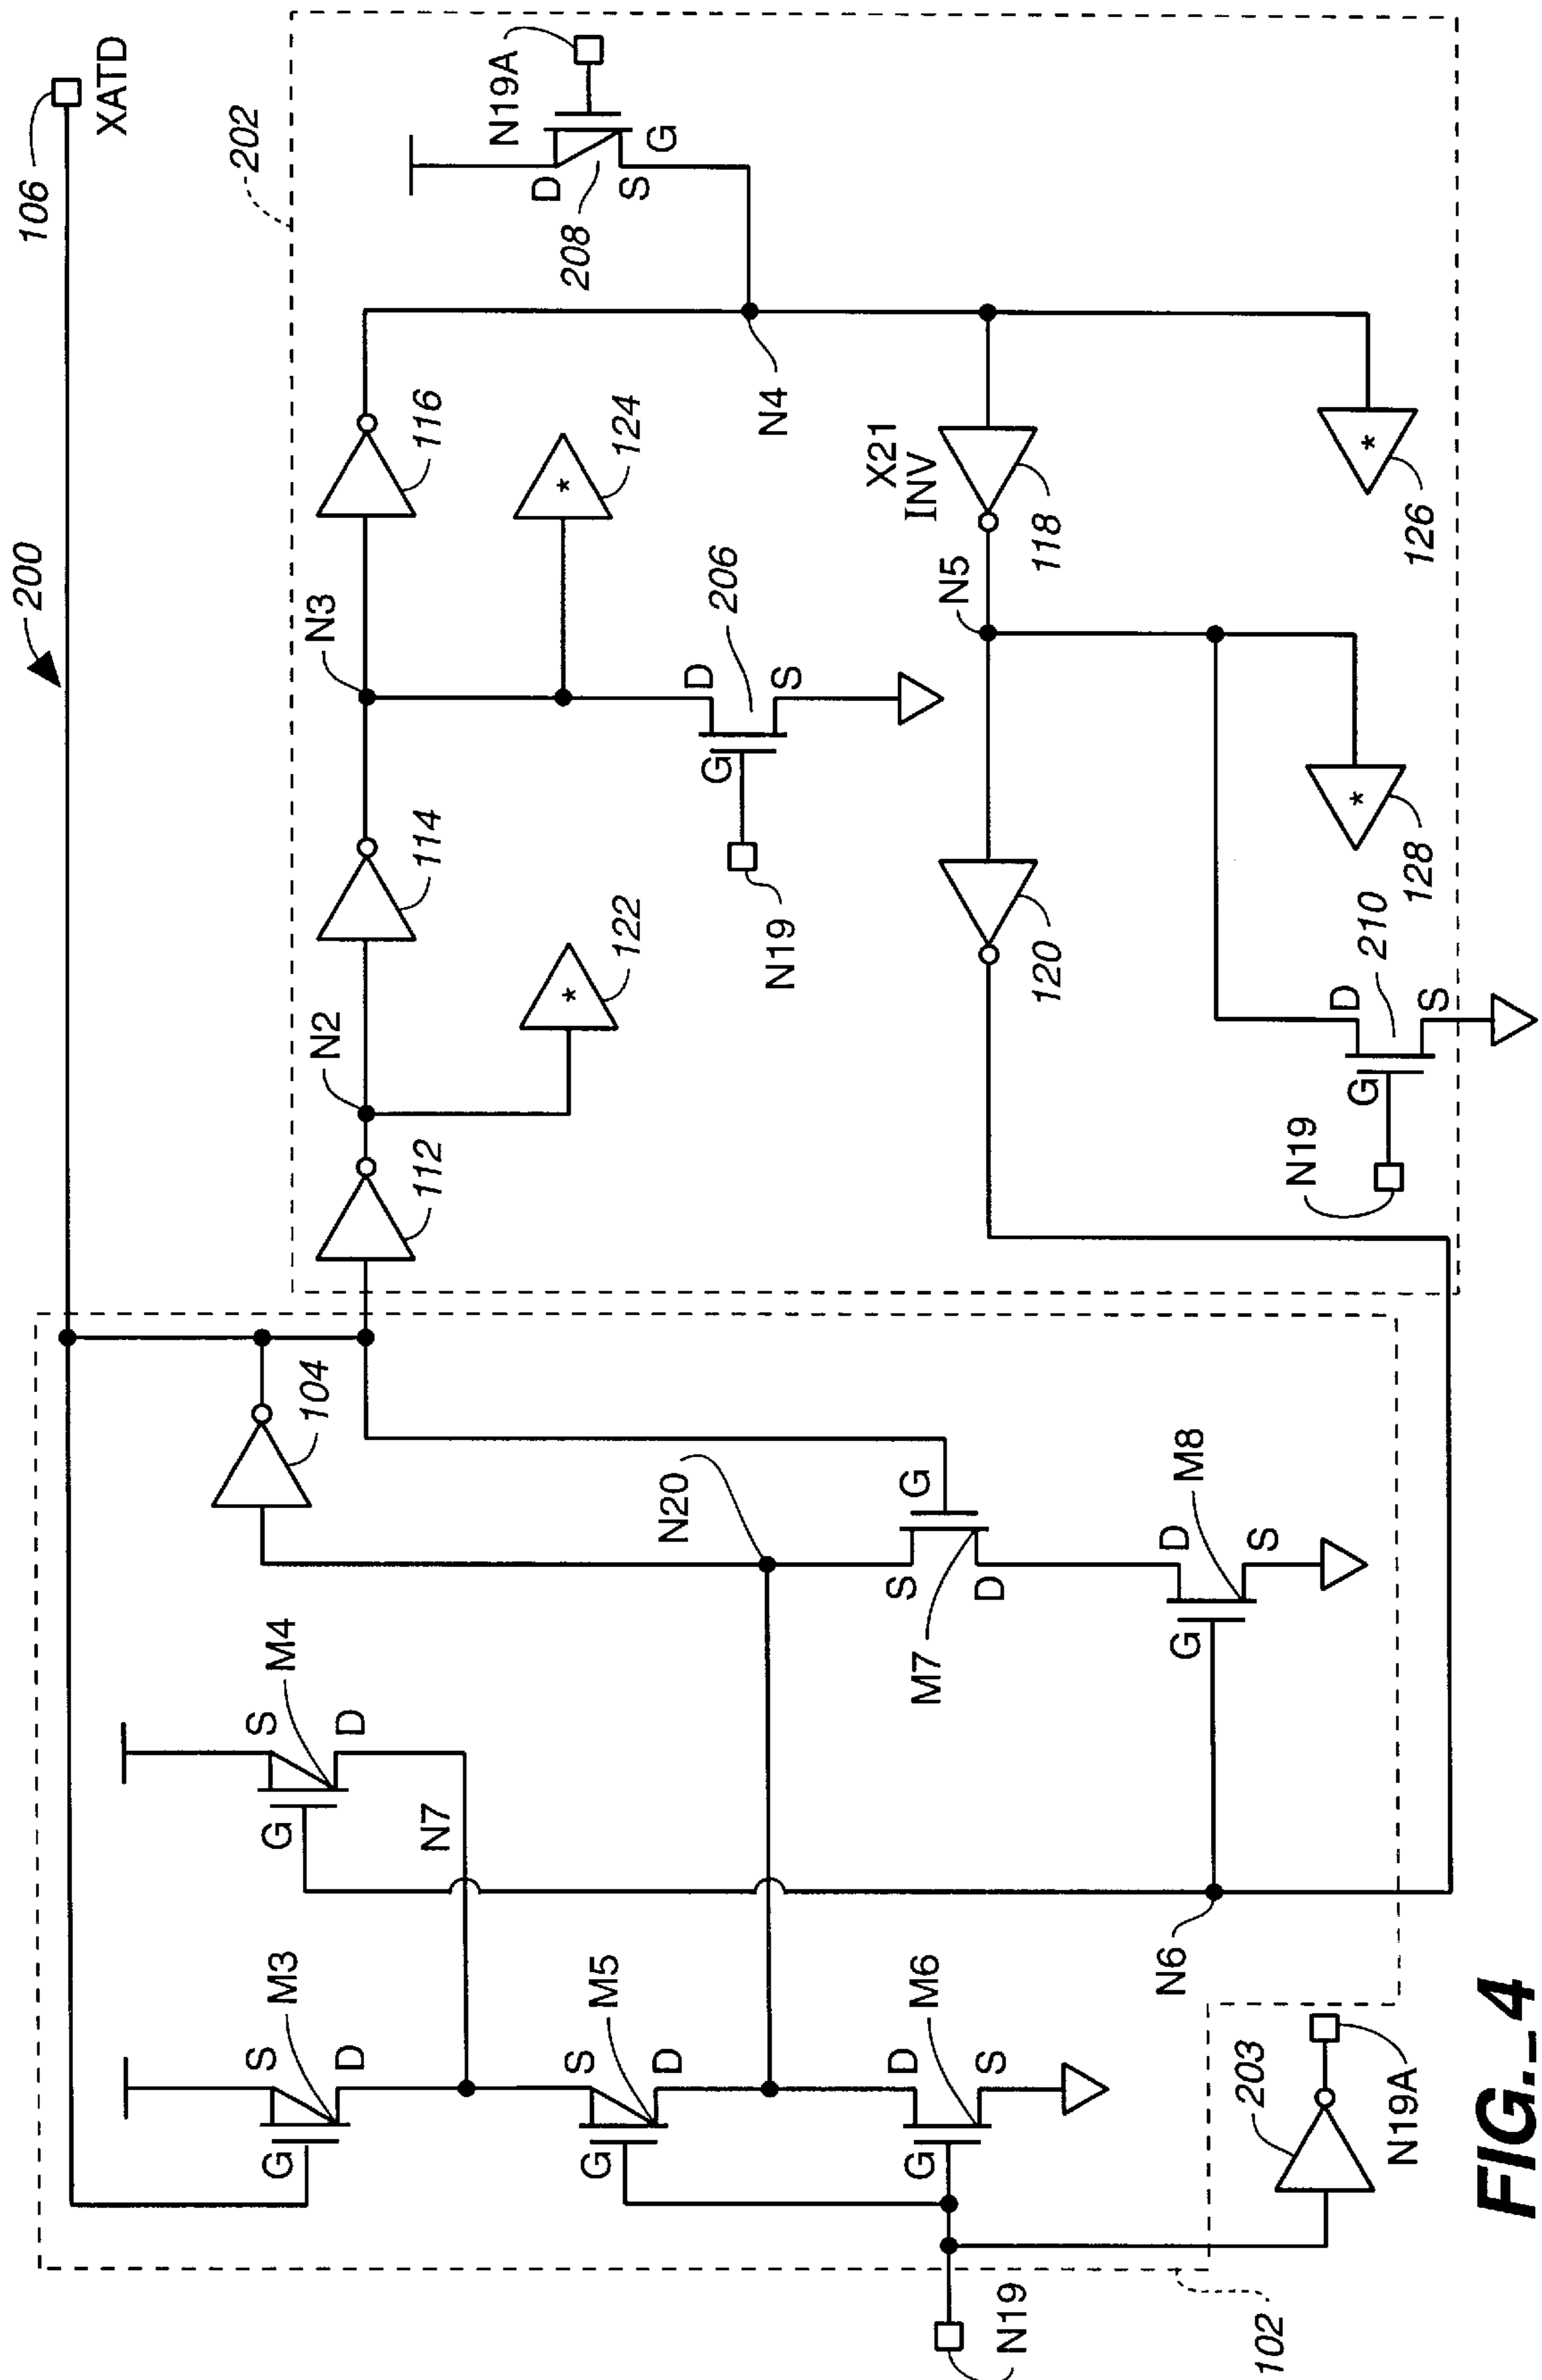 200
106
XATD
202
N19A
D
G
S
208
N3
116
124
N4
114
N2
122
112
206
D
G
S
N19
X21
INV
118
N5
120
126
128
210
D
G
S
N19
104
N20
G
S
D
M7
M8
D
G
S
M4
S
G
D
N7
M3
S
G
D
M5
S
G
D
M6
D
G
S
N6
203
N19A
N19
102
*
*
*
*
FIG._4